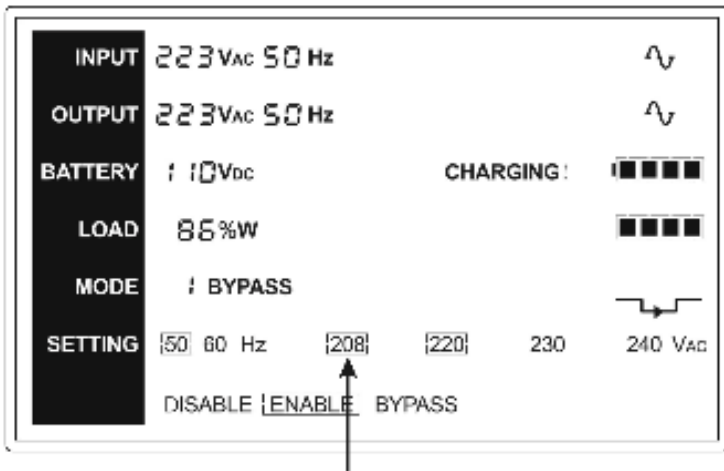 INPUT 223 VAC 50 Hz
OUTPUT 223 VAC 50 Hz
BATTERY 110 VDC CHARGING
LOAD 86 %W
MODE 1 BYPASS
SETTING 50 60 Hz 208 220 230 240 VAC
DISABLE ENABLE BYPASS